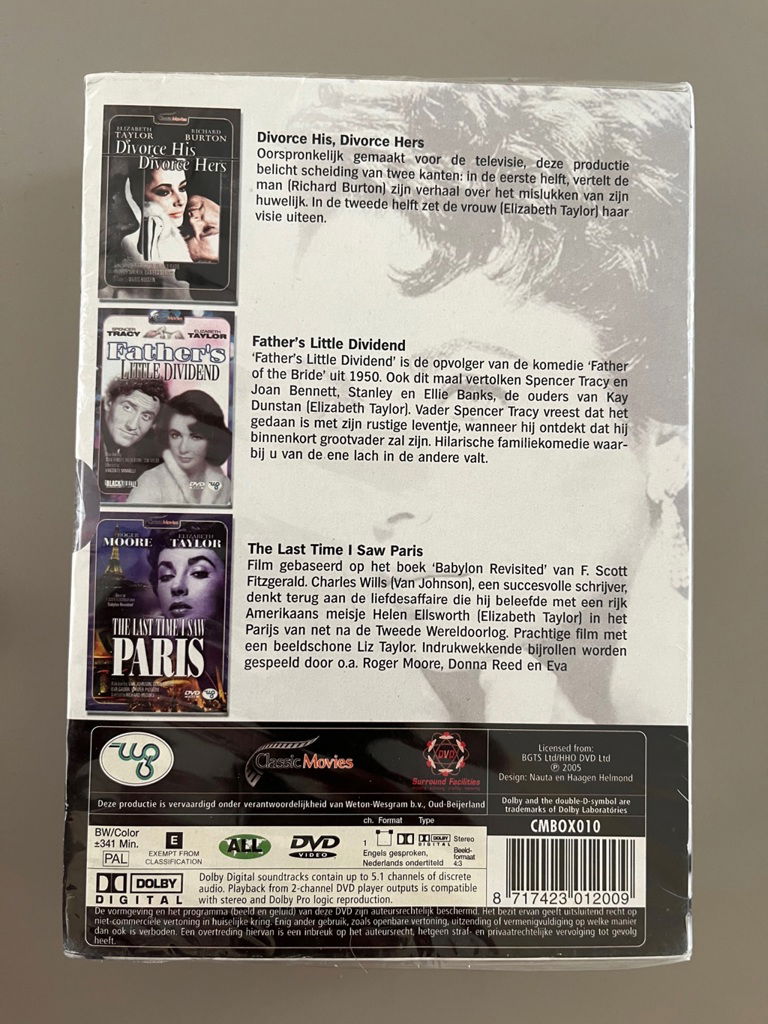 ClassicMovies
ELIZABETH TAYLOR
RICHARD BURTON
Divorce His
Divorce Hers
Divorce His, Divorce Hers
Oorspronkelijk gemaakt voor de televisie, deze productie
belicht scheiding van twee kanten: in de eerste helft, vertelt de
man (Richard Burton) zijn verhaal over het mislukken van zijn
huwelijk. In de tweede helft zet de vrouw (Elizabeth Taylor) haar
visie uiteen.
SPENCER TRACY
ELIZABETH TAYLOR
Father's
LITTLE DIVIDEND
DVD
Father's Little Dividend
'Father's Little Dividend' is de opvolger van de komedie 'Father
of the Bride' uit 1950. Ook dit maal vertolken Spencer Tracy en
Joan Bennett, Stanley en Ellie Banks, de ouders van Kay
Dunstan (Elizabeth Taylor). Vader Spencer Tracy vreest dat het
gedaan is met zijn rustige leventje, wanneer hij ontdekt dat hij
binnenkort grootvader zal zijn. Hilarische familiekomedie waar-
bij u van de ene lach in de andere valt.
ClassicMovies
ROGER MOORE
ELIZABETH TAYLOR
THE LAST TIME I SAW
PARIS
DVD
The Last Time I Saw Paris
Film gebaseerd op het boek 'Babylon Revisited' van F. Scott
Fitzgerald. Charles Wills (Van Johnson), een succesvolle schrijver,
denkt terug aan de liefdesaffaire die hij beleefde met een rijk
Amerikaans meisje Helen Ellsworth (Elizabeth Taylor) in het
Parijs van net na de Tweede Wereldoorlog. Prachtige film met
een beeldschone Liz Taylor. Indrukwekkende bijrollen worden
gespeeld door o.a. Roger Moore, Donna Reed en Eva
wg
ClassicMovies
DVD
Surround Facilities
Licensed from:
BGTS Ltd/HHO DVD Ltd
℗ 2005
Design: Nauta en Haagen Helmond
Deze productie is vervaardigd onder verantwoordelijkheid van Weton-Wesgram b.v., Oud-Beijerland
Dolby and the double-D-symbol are
trademarks of Dolby Laboratories
CMBOX010
BW/Color
±341 Min.
PAL
E
EXEMPT FROM
CLASSIFICATION
ALL
DVD
VIDEO
ch. Format Type
1 DOLBY DIGITAL Stereo
Engels gesproken,
Nederlands ondertiteld
Beeld-
formaat
4:3
DOLBY
DIGITAL
Dolby Digital soundtracks contain up to 5.1 channels of discrete
audio. Playback from 2-channel DVD player outputs is compatible
with stereo and Dolby Pro logic reproduction.
8 717423 012009
De vormgeving en het programma (beeld en geluid) van deze DVD zijn auteursrechtelijk beschermd. Het bezit ervan geeft uitsluitend recht op
niet-commerciële vertoning in huiselijke kring. Enig ander gebruik, zoals openbare vertoning, uitzending of vermenigvuldiging op welke manier
dan ook is verboden. Een overtreding hiervan is een inbreuk op het auteursrecht, hetgeen straf- en privaatrechtelijke vervolging tot gevolg
heeft.